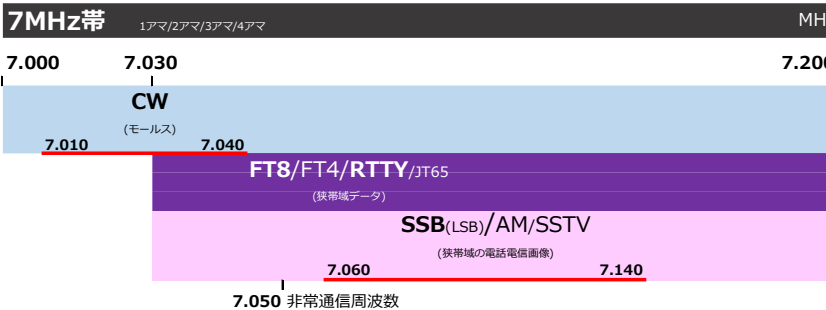 7MHz帯 1アマ/2アマ/3アマ/4アマ MH
7.000 7.030 7.200
CW
(モールス)
7.010 7.040
FT8/FT4/RTTY/JT65
(狭帯域データ)
SSB(LSB)/AM/SSTV
(狭帯域の電話電信画像)
7.060 7.140
7.050 非常通信周波数